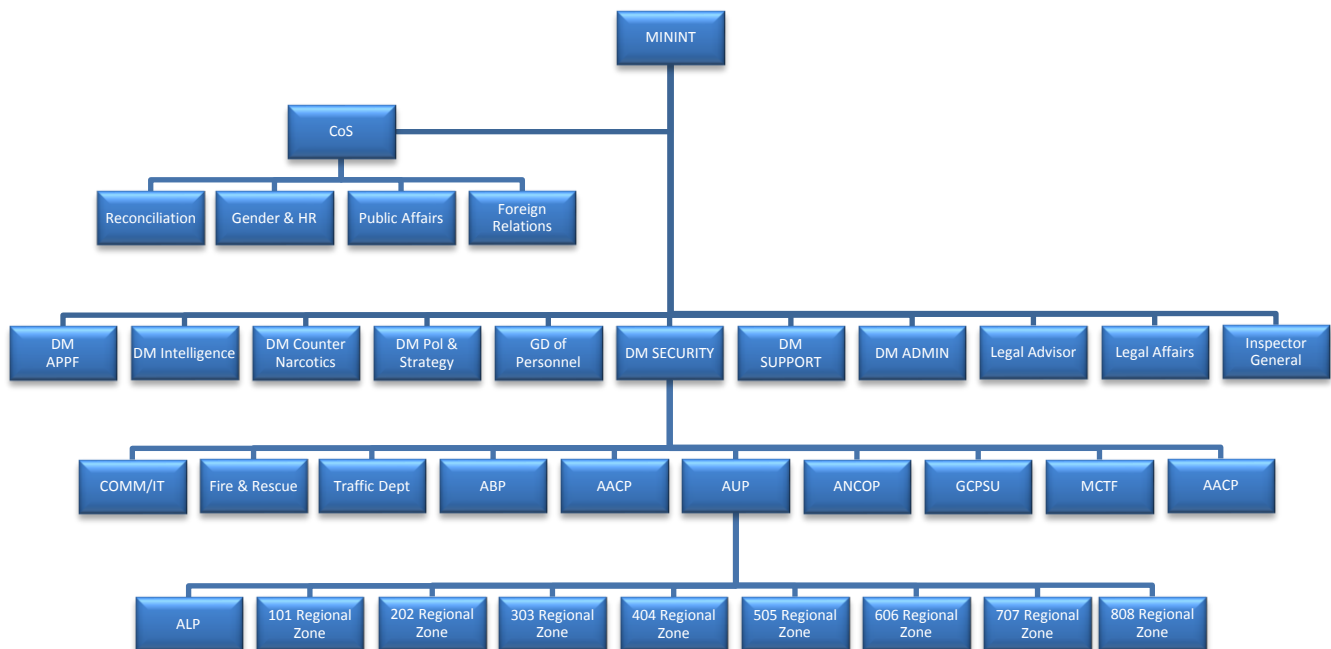 MININT
CoS
Reconciliation
Gender & HR
Public Affairs
Foreign
Relations
DM
APPF
DM Intelligence
DM Counter
Narcotics
DM Pol &
Strategy
GD of
Personnel
DM SECURITY
DM
SUPPORT
DM ADMIN
Legal Advisor
Legal Affairs
Inspector
General
COMM/IT
Fire & Rescue
Traffic Dept
ABP
AACP
AUP
ANCOP
GCPSU
MCTF
AACP
ALP
101 Regional
Zone
202 Regional
Zone
303 Regional
Zone
404 Regional
Zone
505 Regional
Zone
606 Regional
Zone
707 Regional
Zone
808 Regional
Zone